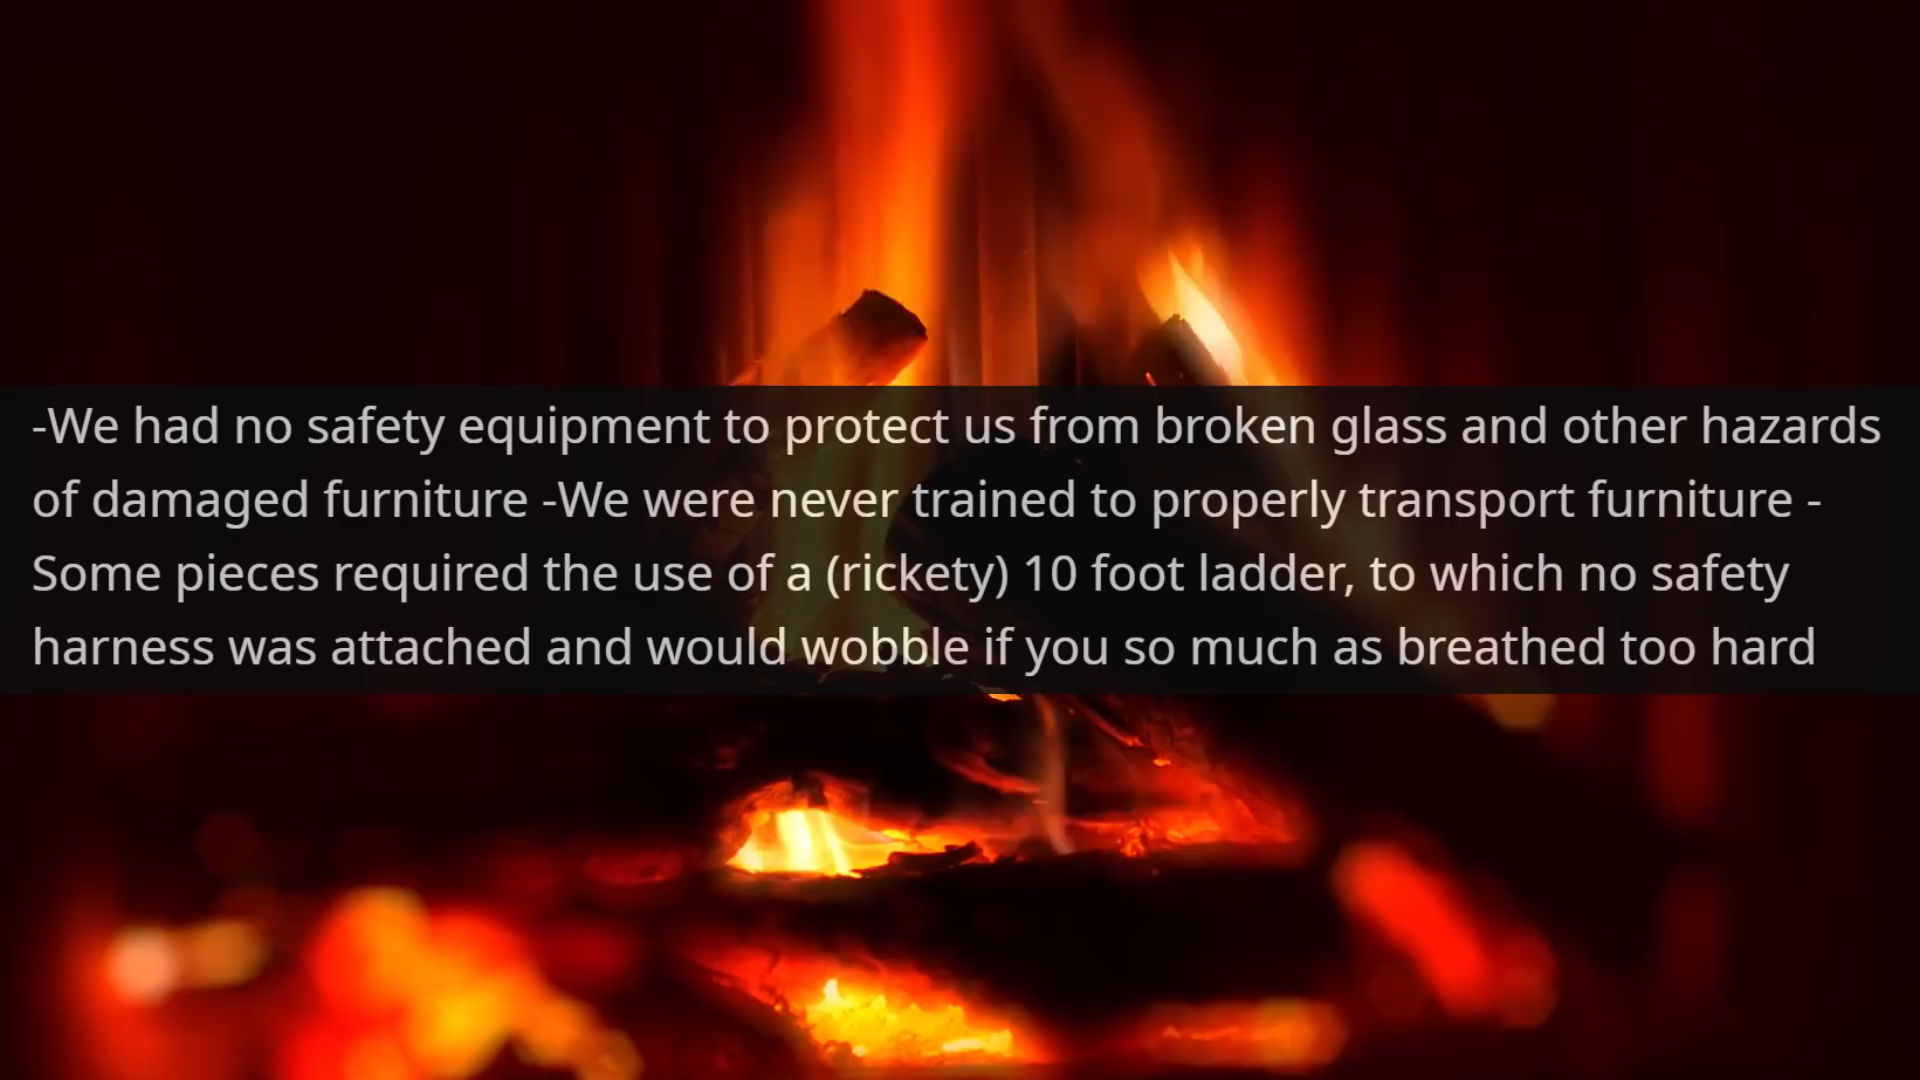 -We had no safety equipment to protect us from broken glass and other hazards
of damaged furniture -We were never trained to properly transport furniture -
Some pieces required the use of a (rickety) 10 foot ladder, to which no safety
harness was attached and would wobble if you so much as breathed too hard